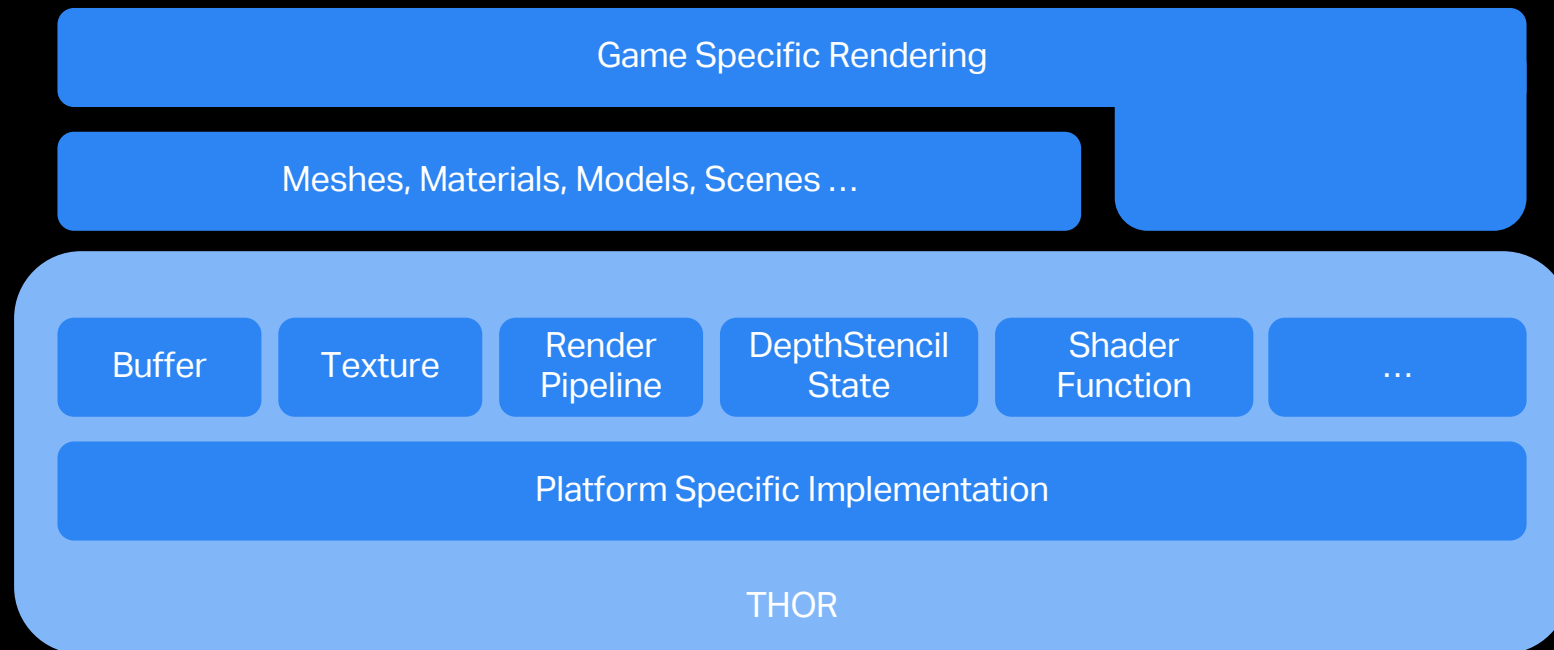 Game Specific Rendering
Meshes, Materials, Models, Scenes …
Buffer
Texture
Render
Pipeline
DepthStencil
State
Shader
Function
…
Platform Specific Implementation
THOR